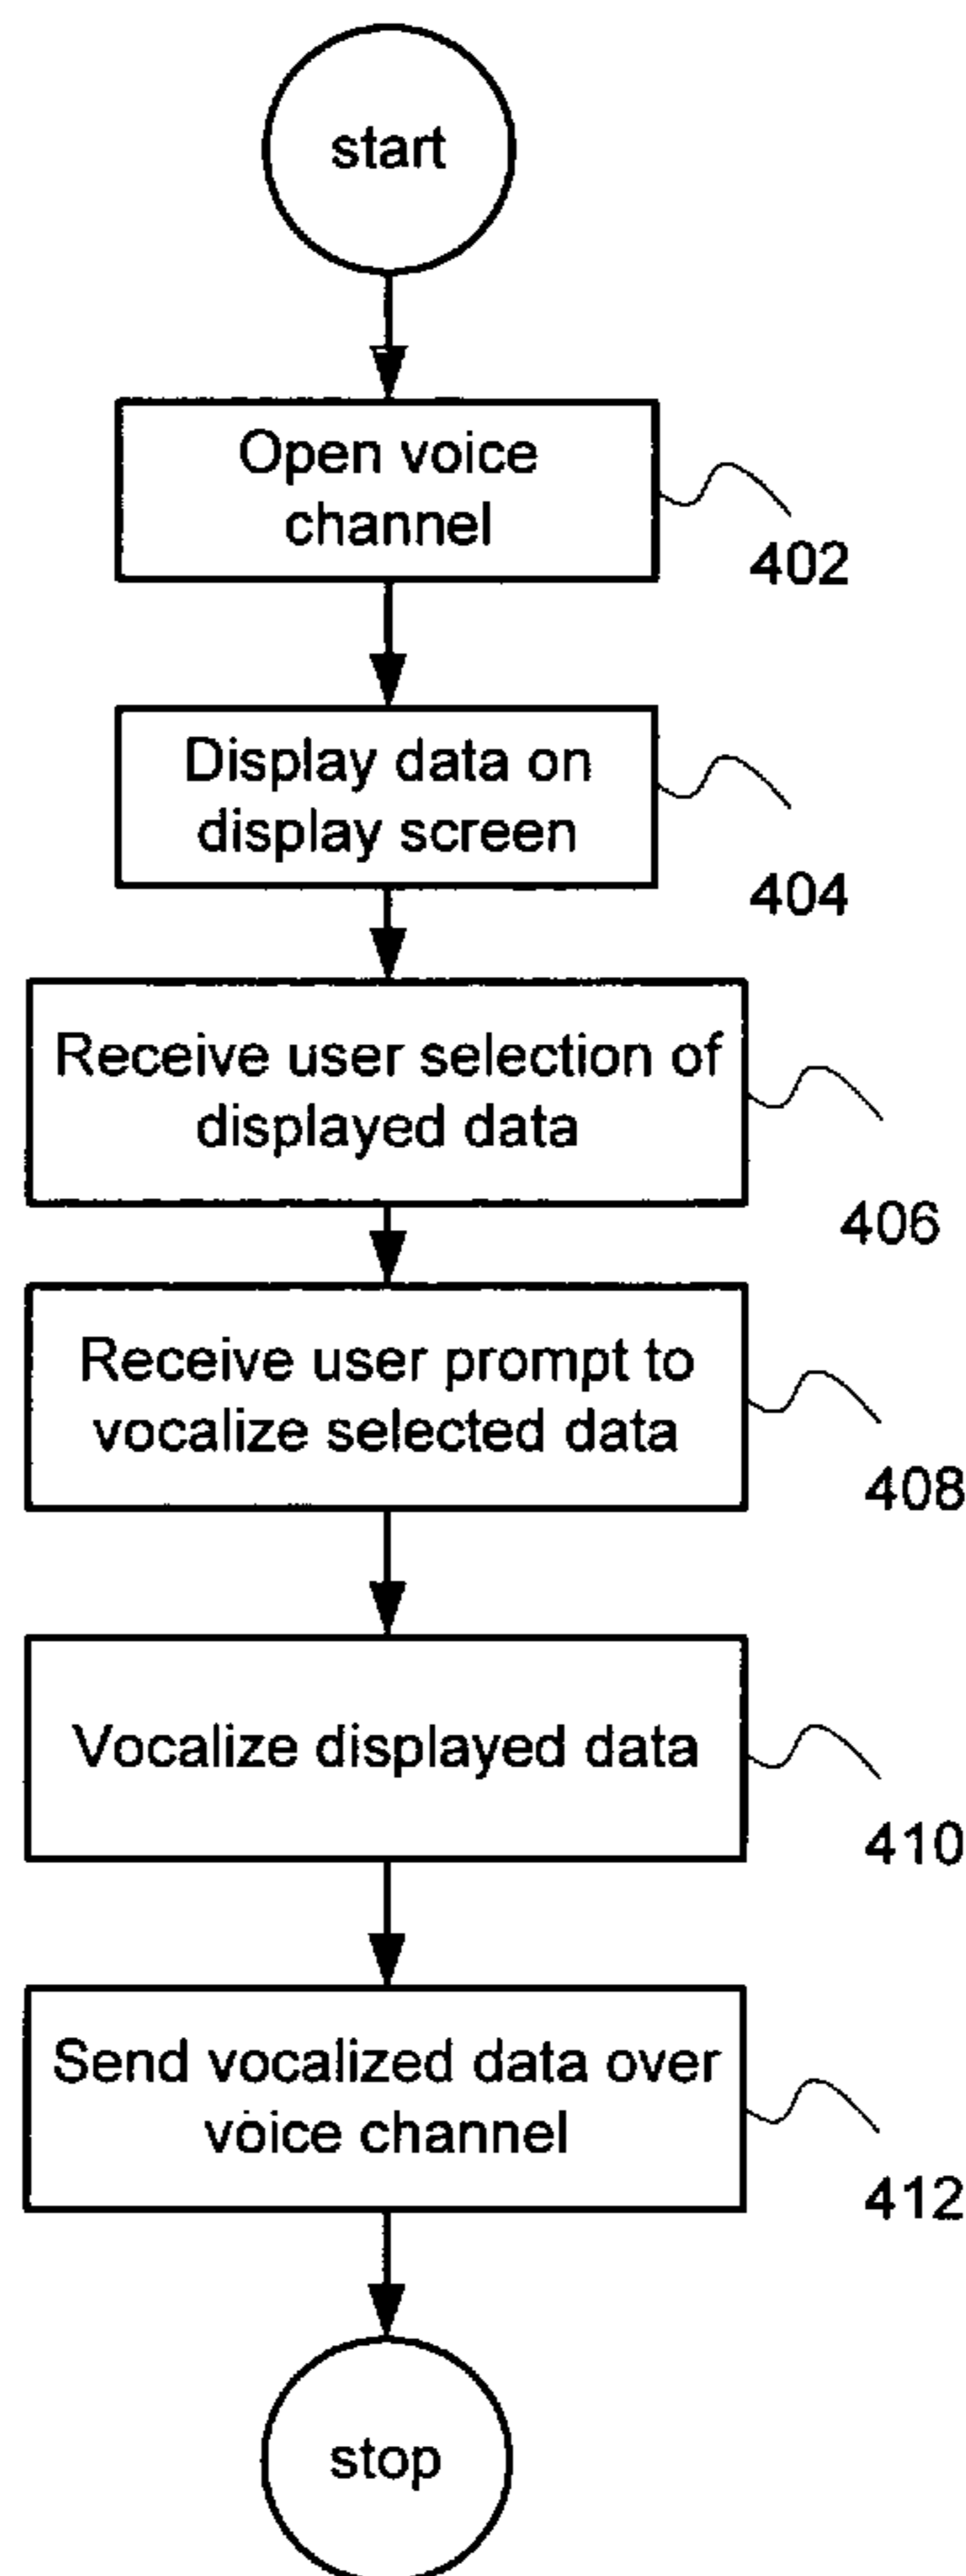 start
Open voice
channel
402
Display data on
display screen
404
Receive user selection of
displayed data
406
Receive user prompt to
vocalize selected data
408
Vocalize displayed data
410
Send vocalized data over
voice channel
412
stop